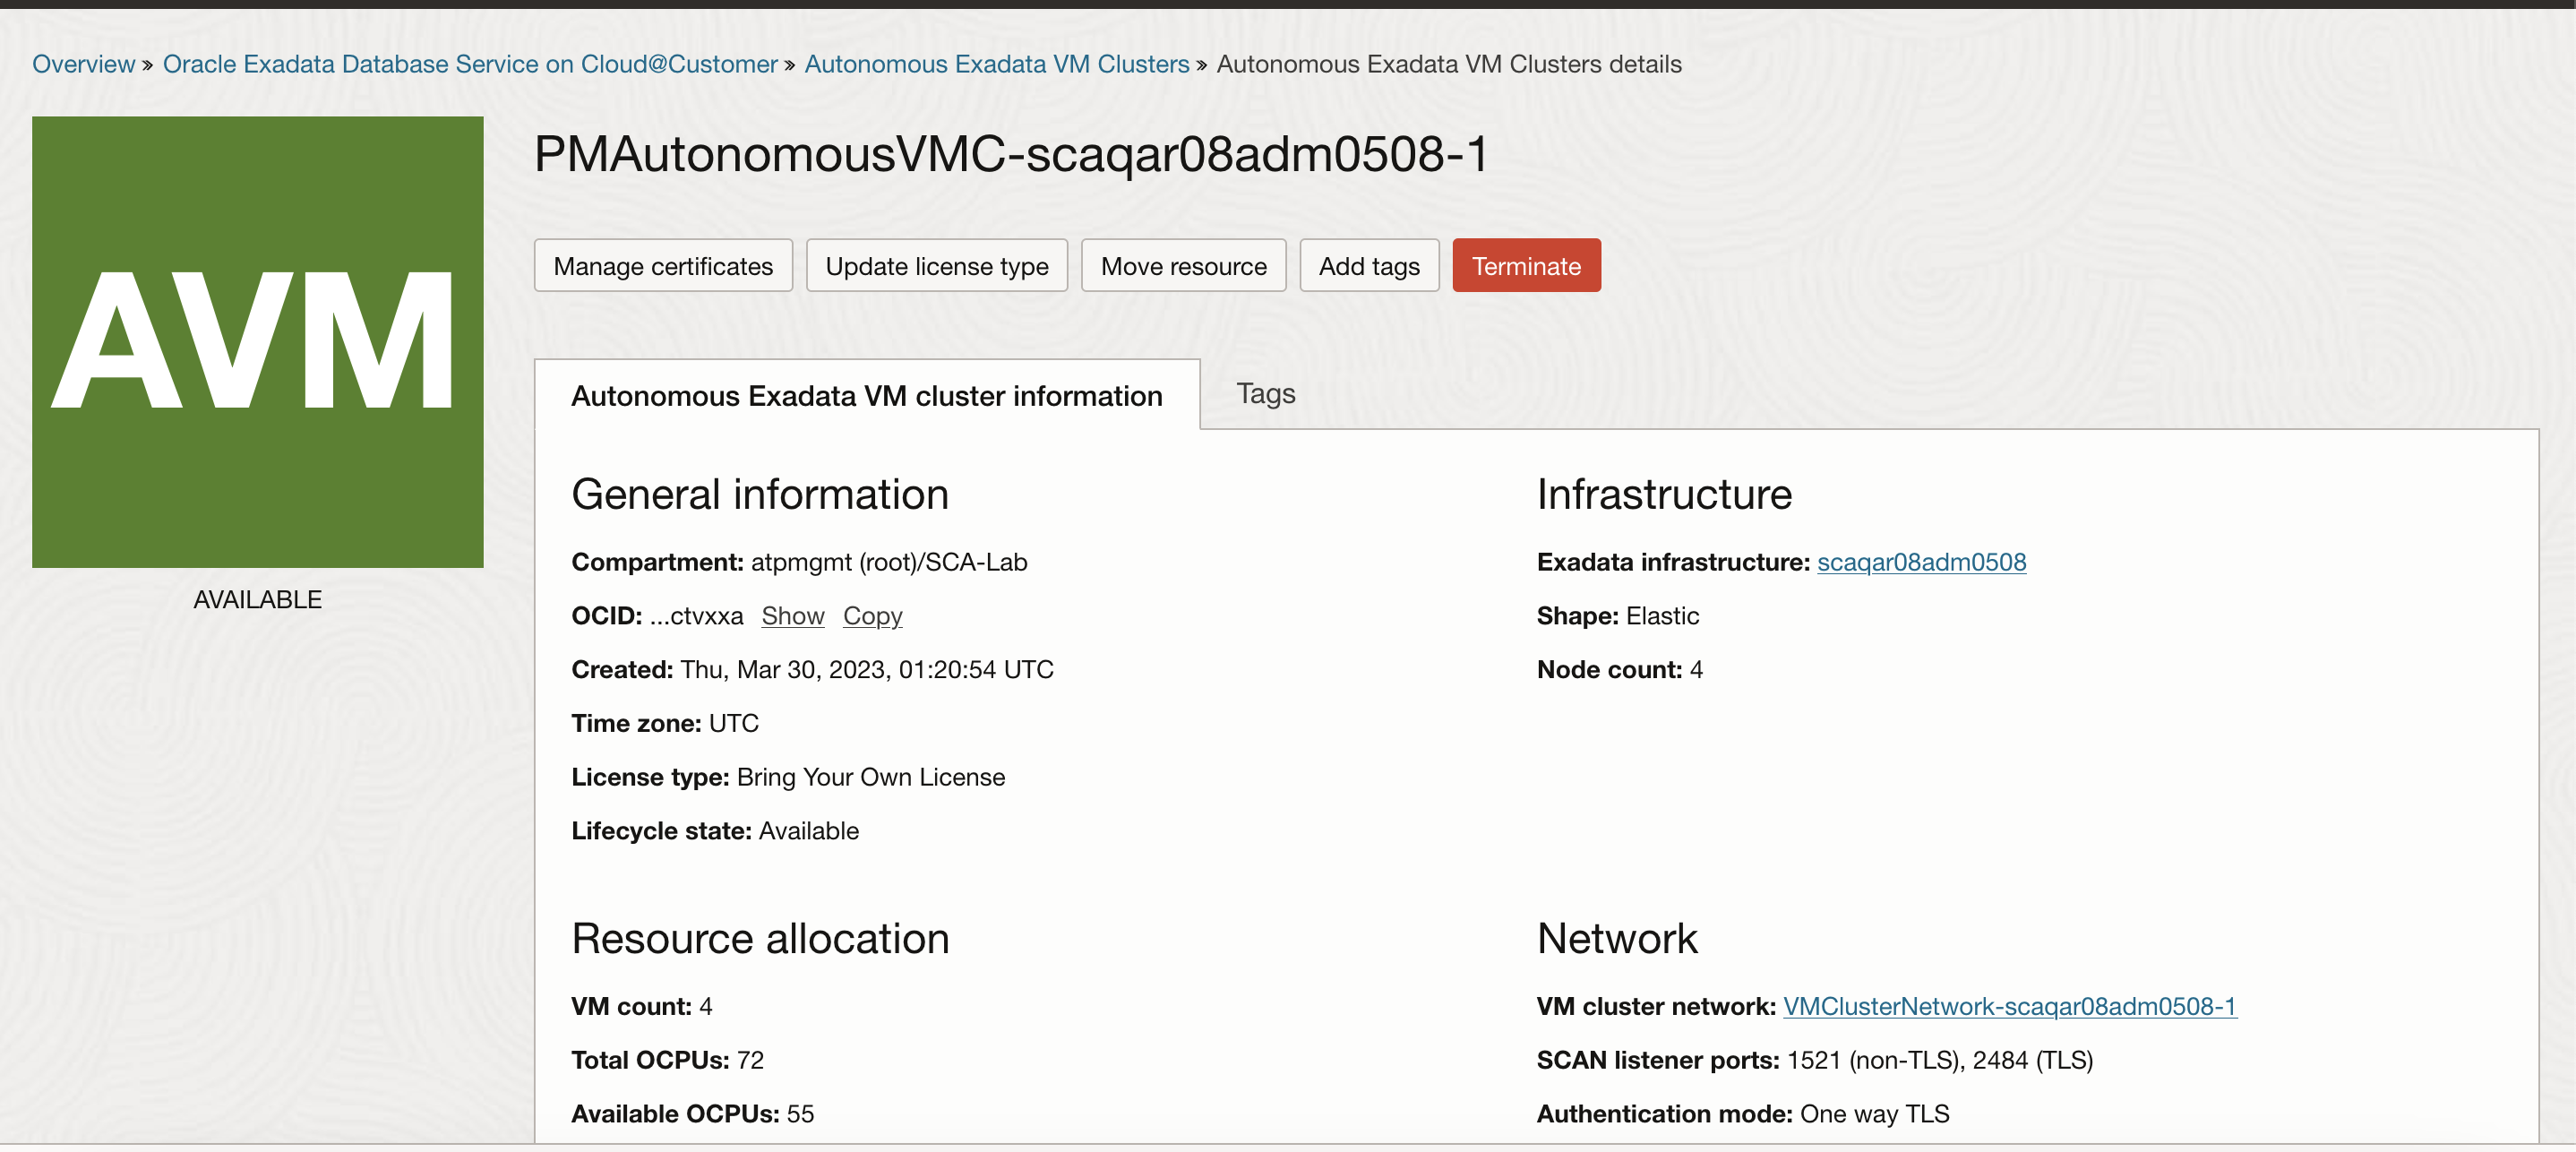 Overview » Oracle Exadata Database Service on Cloud@Customer » Autonomous Exadata VM Clusters » Autonomous Exadata VM Clusters details
AVM
AVAILABLE
PMAutonomousVMC-scaqar08adm0508-1
Manage certificates Update license type Move resource Add tags Terminate
Autonomous Exadata VM cluster information Tags
General information
Compartment: atpmgmt (root)/SCA-Lab
OCID: ...ctvxxa Show Copy
Created: Thu, Mar 30, 2023, 01:20:54 UTC
Time zone: UTC
License type: Bring Your Own License
Lifecycle state: Available
Infrastructure
Exadata infrastructure: scaqar08adm0508
Shape: Elastic
Node count: 4
Resource allocation
VM count: 4
Total OCPUs: 72
Available OCPUs: 55
Network
VM cluster network: VMClusterNetwork-scaqar08adm0508-1
SCAN listener ports: 1521 (non-TLS), 2484 (TLS)
Authentication mode: One way TLS